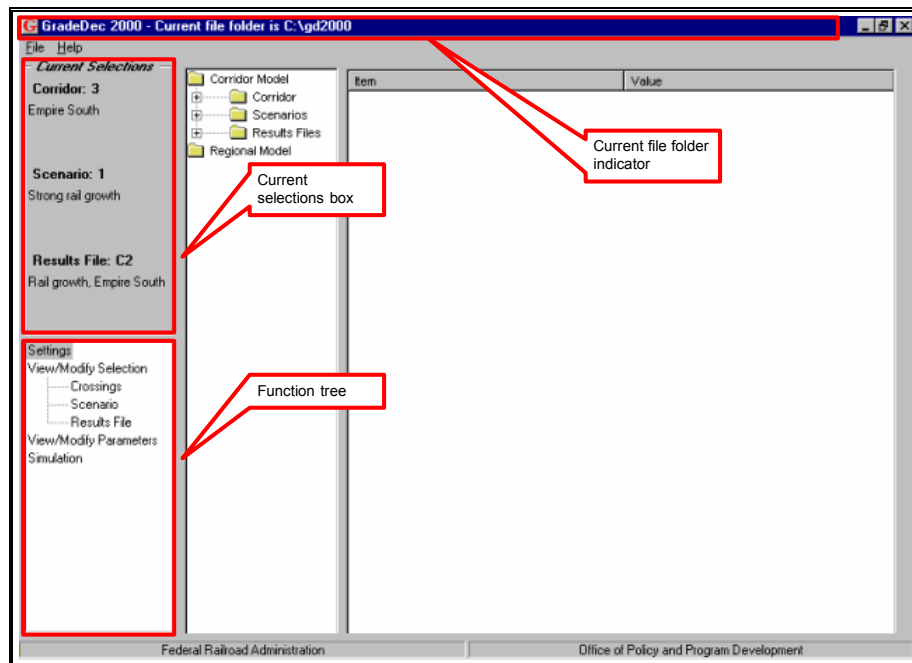 GradeDec 2000 - Current file folder is C:\gd2000
File Help
Current Selections
Corridor: 3
Empire South
Scenario: 1
Strong rail growth
Results File: C2
Rail growth, Empire South
Settings
View/Modify Selection
Crossings
Scenario
Results File
View/Modify Parameters
Simulation
Corridor Model
Corridor
Scenarios
Results Files
Regional Model
Item Value
Current file folder
indicator
Current
selections box
Function tree
Federal Railroad Administration Office of Policy and Program Development